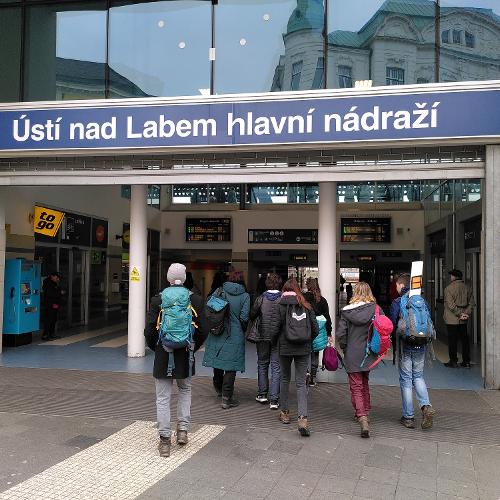 Ústí nad Labem hlavní nádraží
to
go